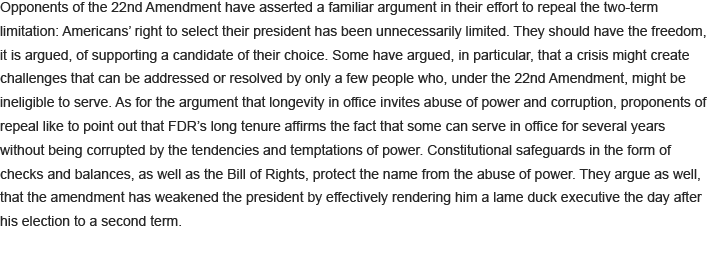 Opponents of the 22nd Amendment have asserted a familiar argument in their effort to repeal the two-term
limitation: Americans' right to select their president has been unnecessarily limited. They should have the freedom,
it is argued, of supporting a candidate of their choice. Some have argued, in particular, that a crisis might create
challenges that can be addressed or resolved by only a few people who, under the 22nd Amendment, might be
ineligible to serve. As for the argument that longevity in office invites abuse of power and corruption, proponents of
repeal like to point out that FDR's long tenure affirms the fact that some can serve in office for several years
without being corrupted by the tendencies and temptations of power. Constitutional safeguards in the form of
checks and balances, as well as the Bill of Rights, protect the name from the abuse of power. They argue as well,
that the amendment has weakened the president by effectively rendering him a lame duck executive the day after
his election to a second term.